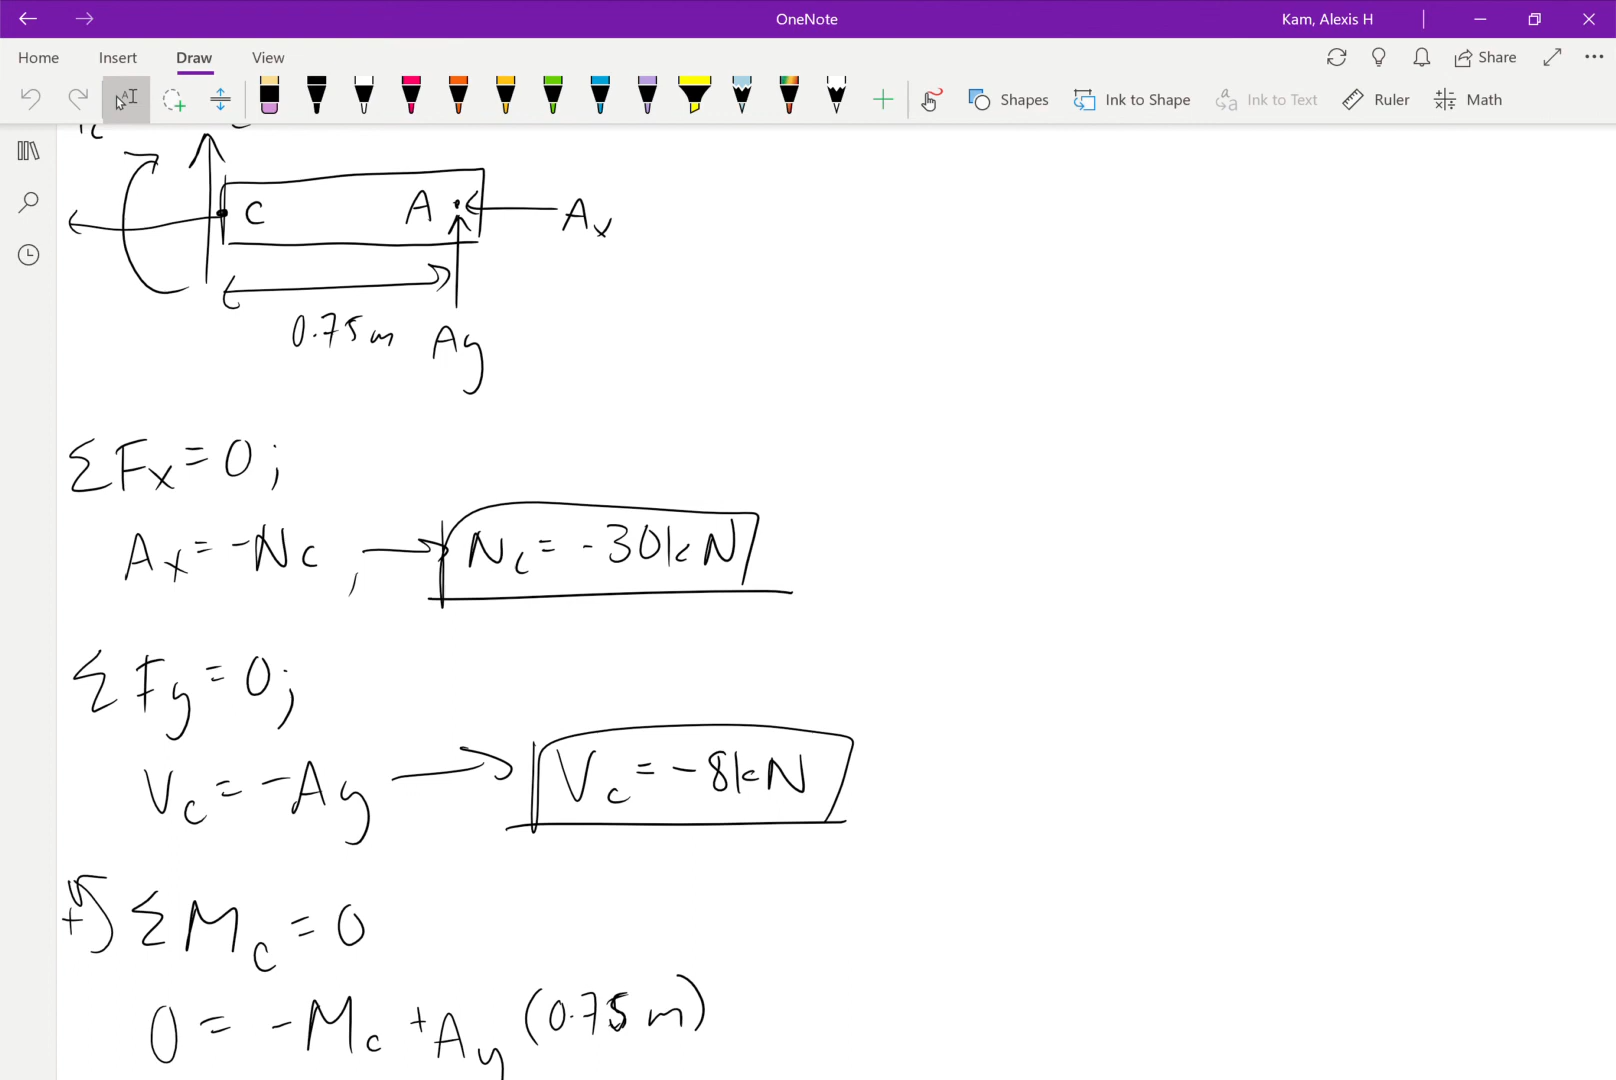 OneNote
Kam, Alexis H
Home Insert Draw View
Share
Shapes Ink to Shape Ink to Text Ruler Math
C A Ax
0.75m Ay
ΣFx=0;
Ax=-Nc, → Nc=-30kN
ΣFy=0;
Vc=-Ay → Vc=-8kN
+ ΣMc=0
0=-Mc+Ay(0.75m)